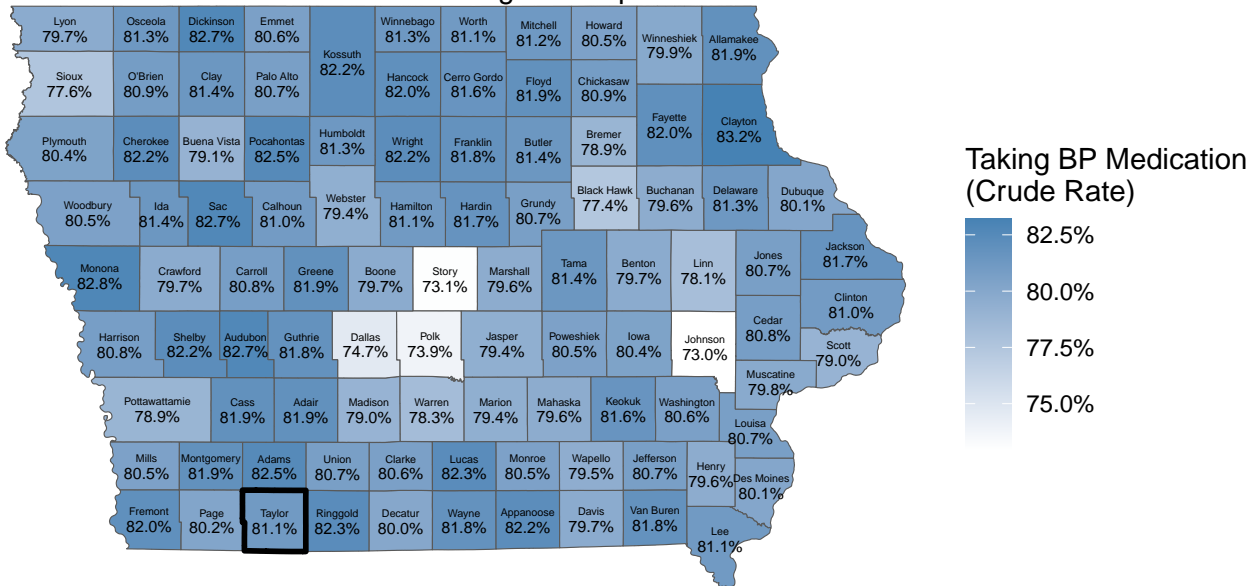 Lyon
79.7%
Osceola
81.3%
Dickinson
82.7%
Emmet
80.6%
Kossuth
82.2%
Winnebago
81.3%
Worth
81.1%
Mitchell
81.2%
Howard
80.5%
Winneshiek
79.9%
Allamakee
81.9%
Sioux
77.6%
O'Brien
80.9%
Clay
81.4%
Palo Alto
80.7%
Hancock
82.0%
Cerro Gordo
81.6%
Floyd
81.9%
Chickasaw
80.9%
Fayette
82.0%
Clayton
83.2%
Plymouth
80.4%
Cherokee
82.2%
Buena Vista
79.1%
Pocahontas
82.5%
Humboldt
81.3%
Wright
82.2%
Franklin
81.8%
Butler
81.4%
Bremer
78.9%
Woodbury
80.5%
Ida
81.4%
Sac
82.7%
Calhoun
81.0%
Webster
79.4%
Hamilton
81.1%
Hardin
81.7%
Grundy
80.7%
Black Hawk
77.4%
Buchanan
79.6%
Delaware
81.3%
Dubuque
80.1%
Monona
82.8%
Crawford
79.7%
Carroll
80.8%
Greene
81.9%
Boone
79.7%
Story
73.1%
Marshall
79.6%
Tama
81.4%
Benton
79.7%
Linn
78.1%
Jones
80.7%
Jackson
81.7%
Clinton
81.0%
Harrison
80.8%
Shelby
82.2%
Audubon
82.7%
Guthrie
81.8%
Dallas
74.7%
Polk
73.9%
Jasper
79.4%
Poweshiek
80.5%
Iowa
80.4%
Johnson
73.0%
Cedar
80.8%
Scott
79.0%
Muscatine
79.8%
Pottawattamie
78.9%
Cass
81.9%
Adair
81.9%
Madison
79.0%
Warren
78.3%
Marion
79.4%
Mahaska
79.6%
Keokuk
81.6%
Washington
80.6%
Louisa
80.7%
Mills
80.5%
Montgomery
81.9%
Adams
82.5%
Union
80.7%
Clarke
80.6%
Lucas
82.3%
Monroe
80.5%
Wapello
79.5%
Jefferson
80.7%
Henry
79.6%
Des Moines
80.1%
Fremont
82.0%
Page
80.2%
Taylor
81.1%
Ringgold
82.3%
Decatur
80.0%
Wayne
81.8%
Appanoose
82.2%
Davis
79.7%
Van Buren
81.8%
Lee
81.1%
Taking BP Medication
(Crude Rate)
82.5%
80.0%
77.5%
75.0%